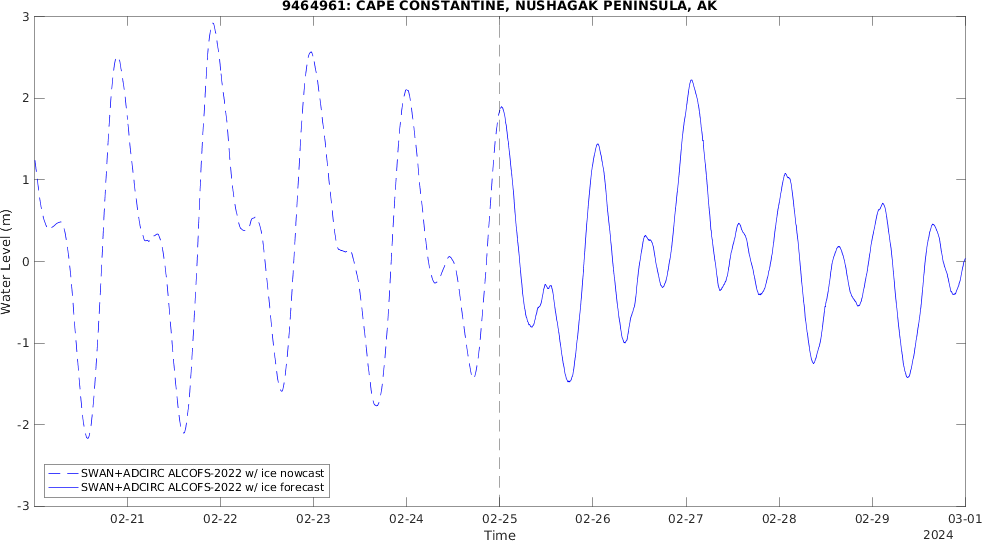 9464961: CAPE CONSTANTINE, NUSHAGAK PENINSULA, AK
Water Level (m)
3
2
1
0
-1
-2
-3
SWAN+ADCIRC ALCOFS-2022 w/ ice nowcast
SWAN+ADCIRC ALCOFS-2022 w/ ice forecast
02-21 02-22 02-23 02-24 02-25 02-26 02-27 02-28 02-29 03-01
Time
2024